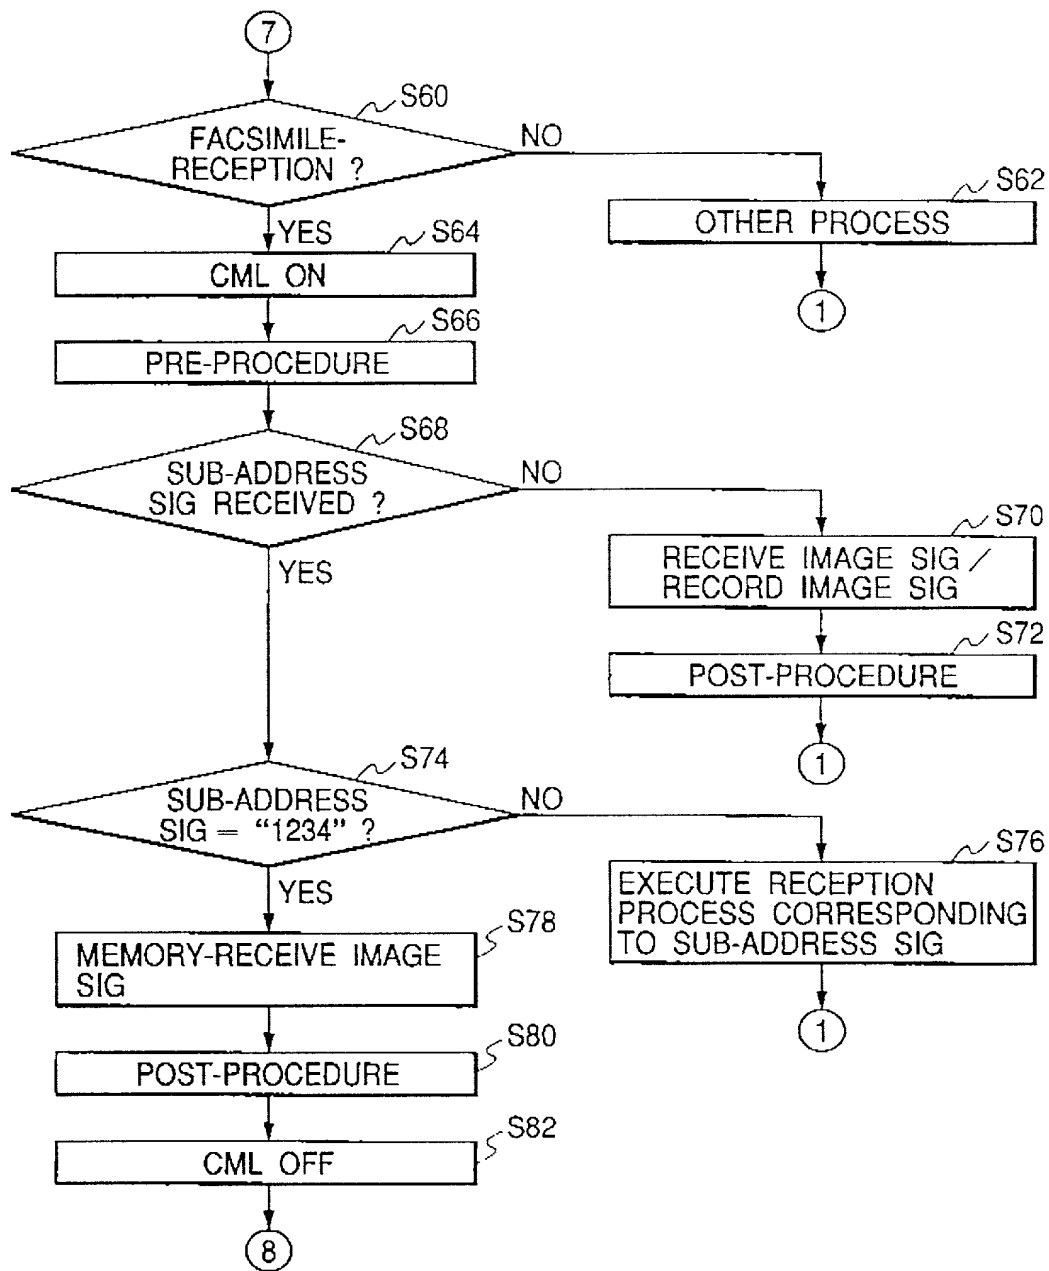 7
S60
FACSIMILE-
RECEPTION ?
NO
YES
S62
OTHER PROCESS
1
S64
CML ON
S66
PRE-PROCEDURE
S68
SUB-ADDRESS
SIG RECEIVED ?
NO
YES
S70
RECEIVE IMAGE SIG /
RECORD IMAGE SIG
S72
POST-PROCEDURE
1
S74
SUB-ADDRESS
SIG = “1234” ?
NO
YES
S76
EXECUTE RECEPTION
PROCESS CORRESPONDING
TO SUB-ADDRESS SIG
1
S78
MEMORY-RECEIVE IMAGE
SIG
S80
POST-PROCEDURE
S82
CML OFF
8